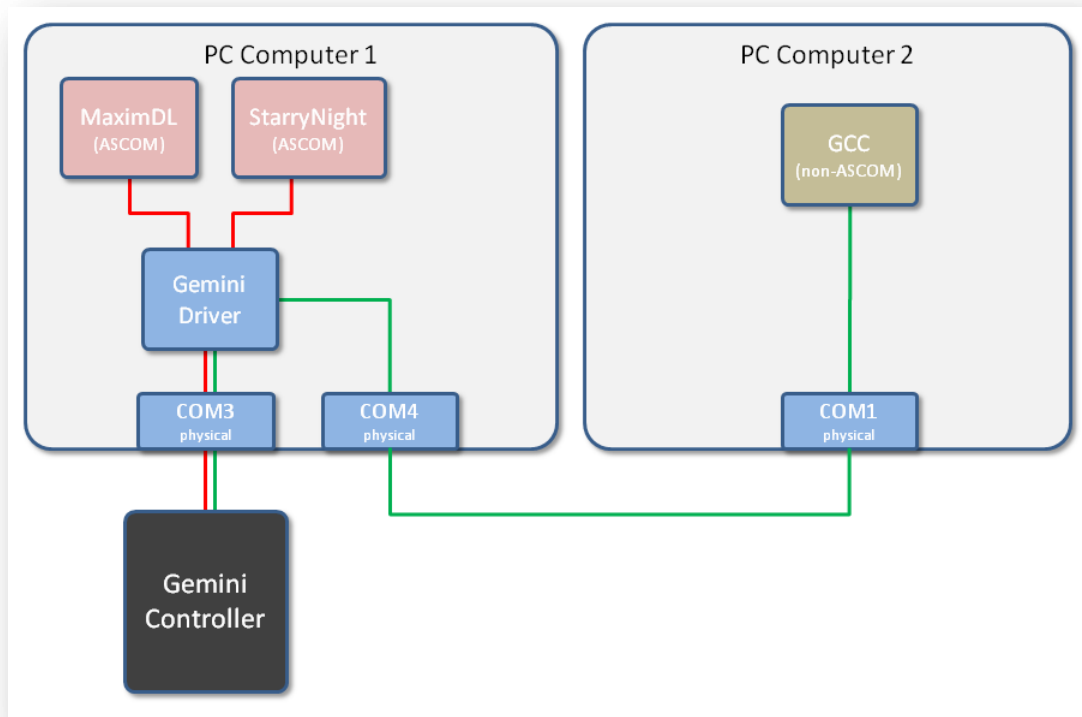 PC Computer 1
MaximDL
(ASCOM)
StarryNight
(ASCOM)
Gemini
Driver
COM3
physical
COM4
physical
Gemini
Controller
PC Computer 2
GCC
(non-ASCOM)
COM1
physical